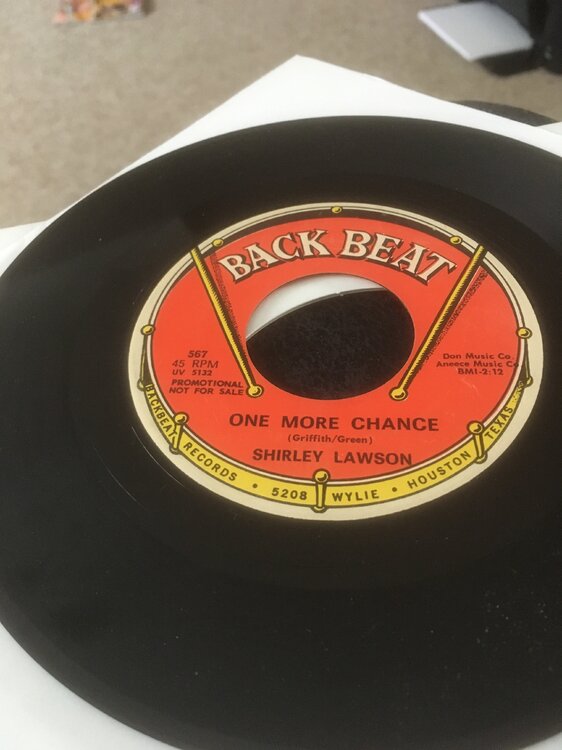 BACK BEAT
567
45 RPM
UV 5132
PROMOTIONAL
NOT FOR SALE
Don Music Co.
Aneece Music Co
BMI-2:12
ONE MORE CHANCE
(Griffith/Green)
SHIRLEY LAWSON
BACKBEAT RECORDS • 5208 WYLIE • HOUSTON TEXAS